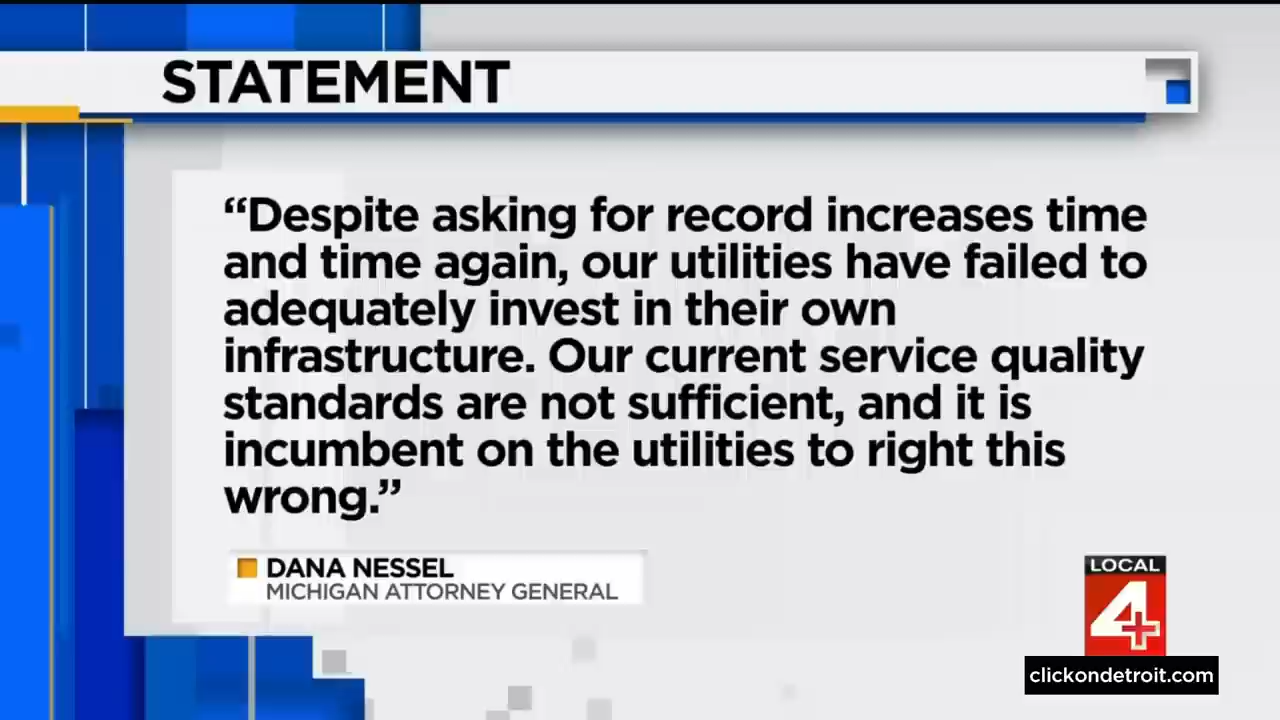 STATEMENT
“Despite asking for record increases time
and time again, our utilities have failed to
adequately invest in their own
infrastructure. Our current service quality
standards are not sufficient, and it is
incumbent on the utilities to right this
wrong.”
DANA NESSEL
MICHIGAN ATTORNEY GENERAL
LOCAL
4+
clickondetroit.com